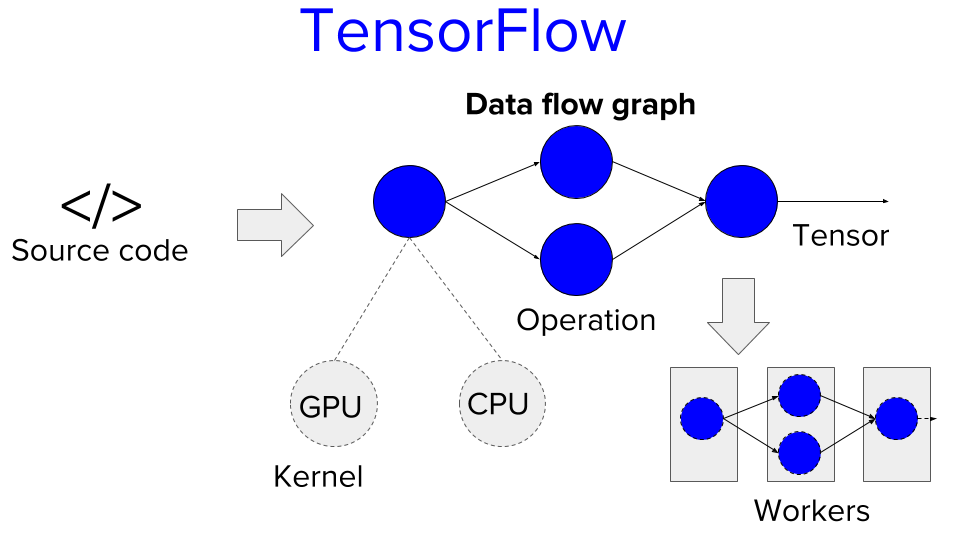 TensorFlow
Data flow graph
</>
Source code
Tensor
Operation
GPU
CPU
Kernel
Workers